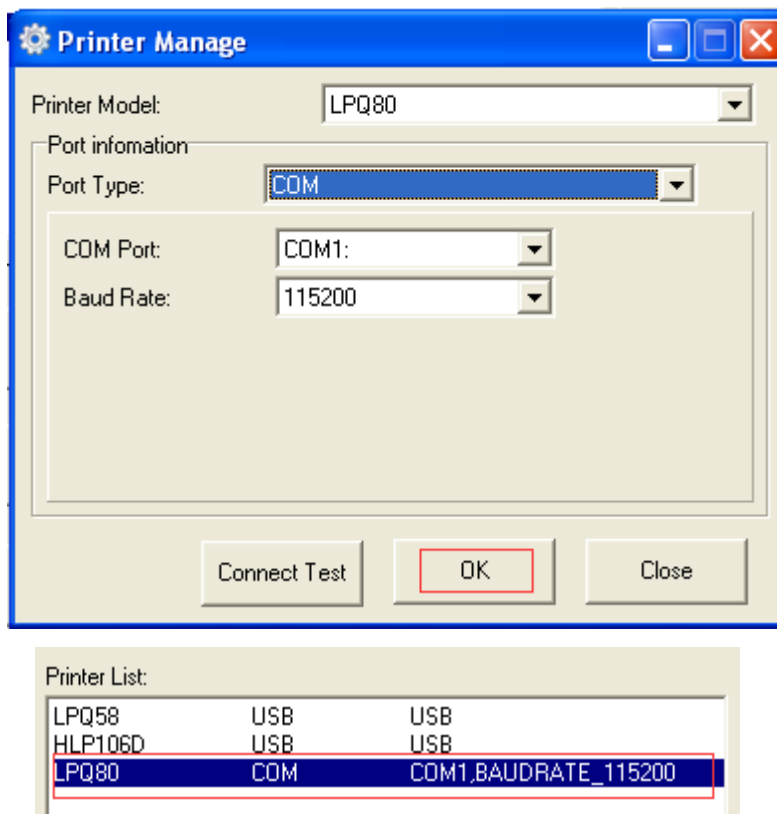 Printer Manage
Printer Model: LPQ80
Port infomation
Port Type: COM
COM Port: COM1:
Baud Rate: 115200
Connect Test OK Close
Printer List:
LPQ58 USB USB
HLP106D USB USB
LPQ80 COM COM1,BAUDRATE_115200